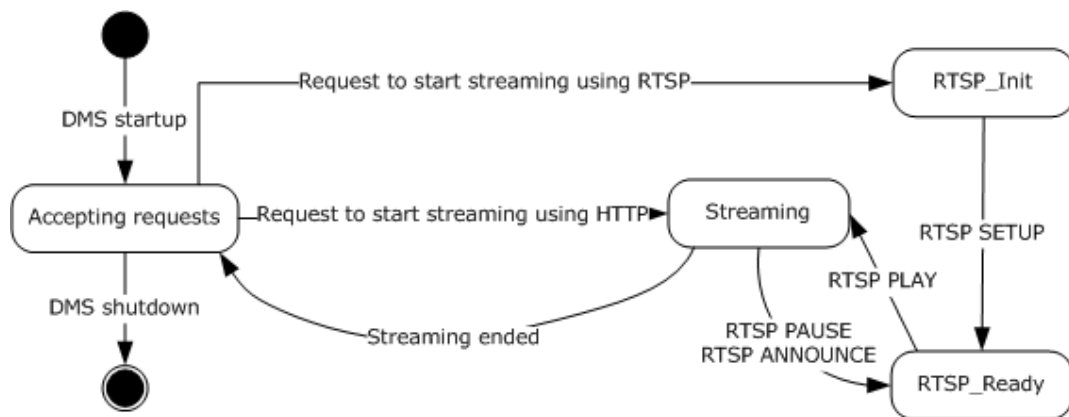 Request to start streaming using RTSP
RTSP_Init
DMS startup
Accepting requests
Request to start streaming using HTTP
Streaming
RTSP SETUP
RTSP PLAY
DMS shutdown
Streaming ended
RTSP PAUSE
RTSP ANNOUNCE
RTSP_Ready